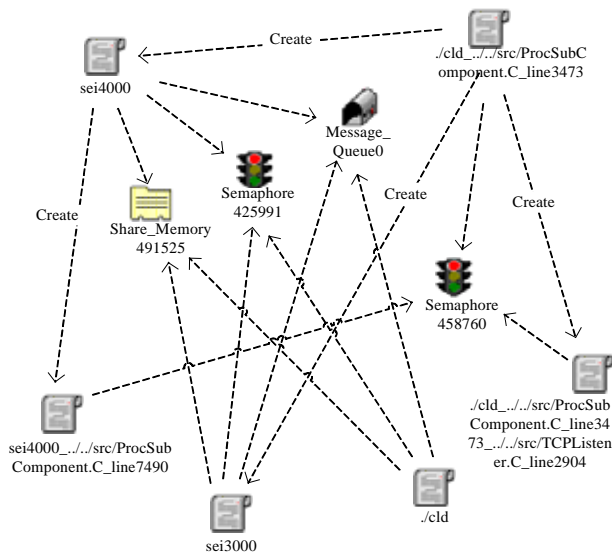 Create
./cld_../../src/ProcSubC
omponent.C_line3473
sei4000
Message_
Queue0
Create
Semaphore
425991
Create
Share_Memory
491525
Create
Semaphore
458760
./cld_../../src/ProcSub
Component.C_line34
73_../../src/TCPListen
er.C_line2904
sei4000_../../src/ProcSub
Component.C_line7490
./cld
sei3000